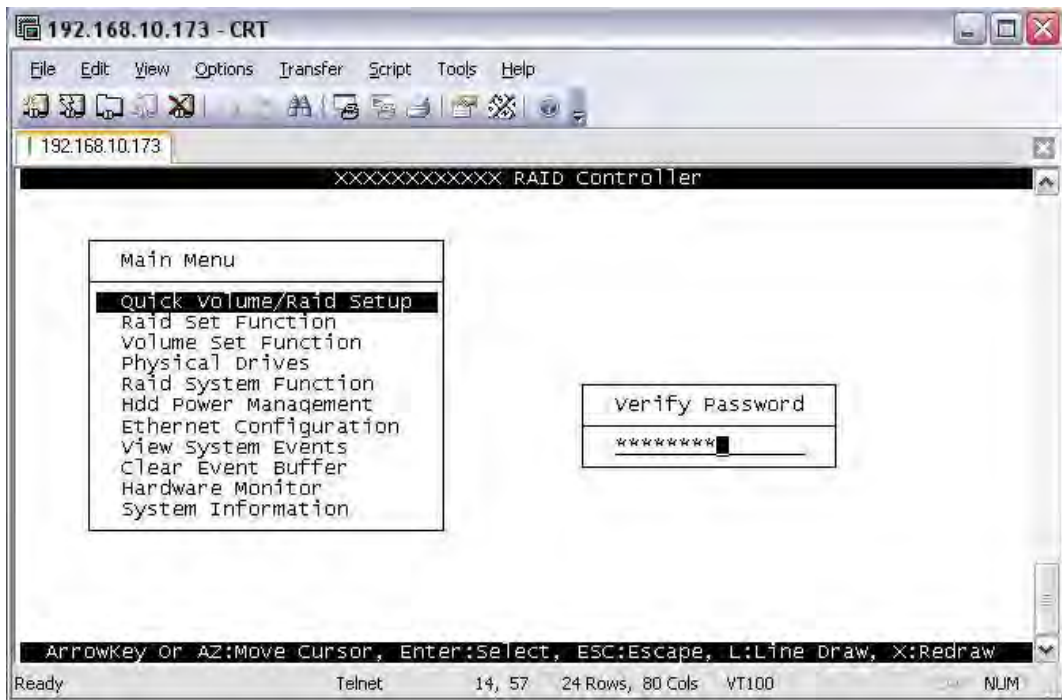 192.168.10.173 - CRT
File Edit View Options Transfer Script Tools Help
192.168.10.173
XXXXXXXXXXXX RAID Controller
Main Menu
Quick Volume/Raid Setup
Raid Set Function
Volume Set Function
Physical Drives
Raid System Function
Hdd Power Management
Ethernet Configuration
View System Events
Clear Event Buffer
Hardware Monitor
System Information
Verify Password
********
ArrowKey Or AZ:Move Cursor, Enter:Select, ESC:Escape, L:Line Draw, X:Redraw
Ready Telnet 14, 57 24 Rows, 80 Cols VT100 NUM